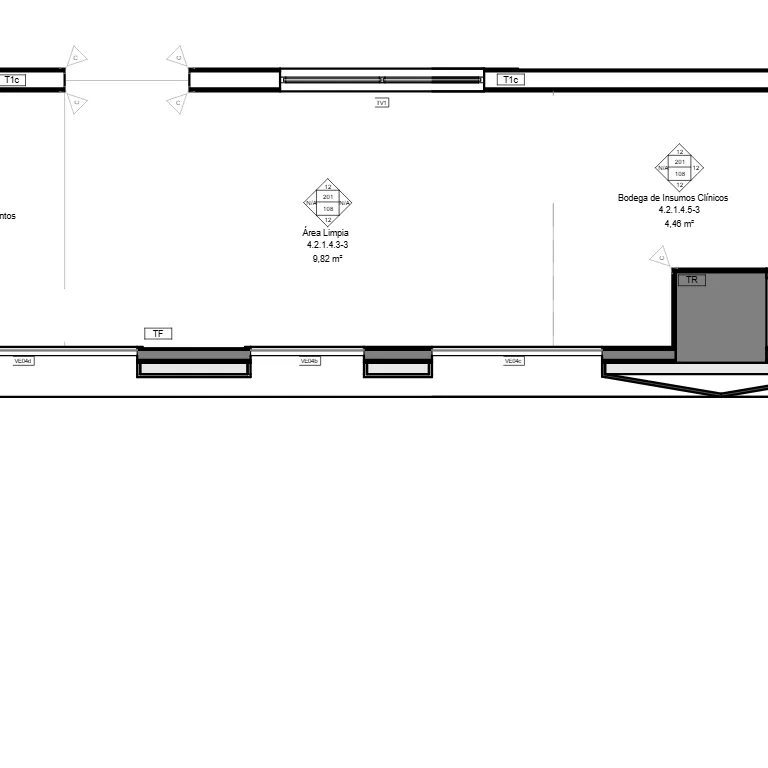 C
C
T1c
T1c
C
C
TV1
12
201
N/A
12
108
12
12
201
N/A
N/A
108
12
Bodega de Insumos Clínicos
4.2.1.4.5-3
4,46 m²
ntos
Área Limpia
4.2.1.4.3-3
9,82 m²
C
TR
TF
VE04d
VE04b
VE04c